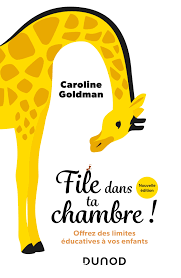 Caroline
Goldman
File dans
ta
chambre !
Nouvelle
édition
Offrez des limites
éducatives à vos enfants
DUNOD